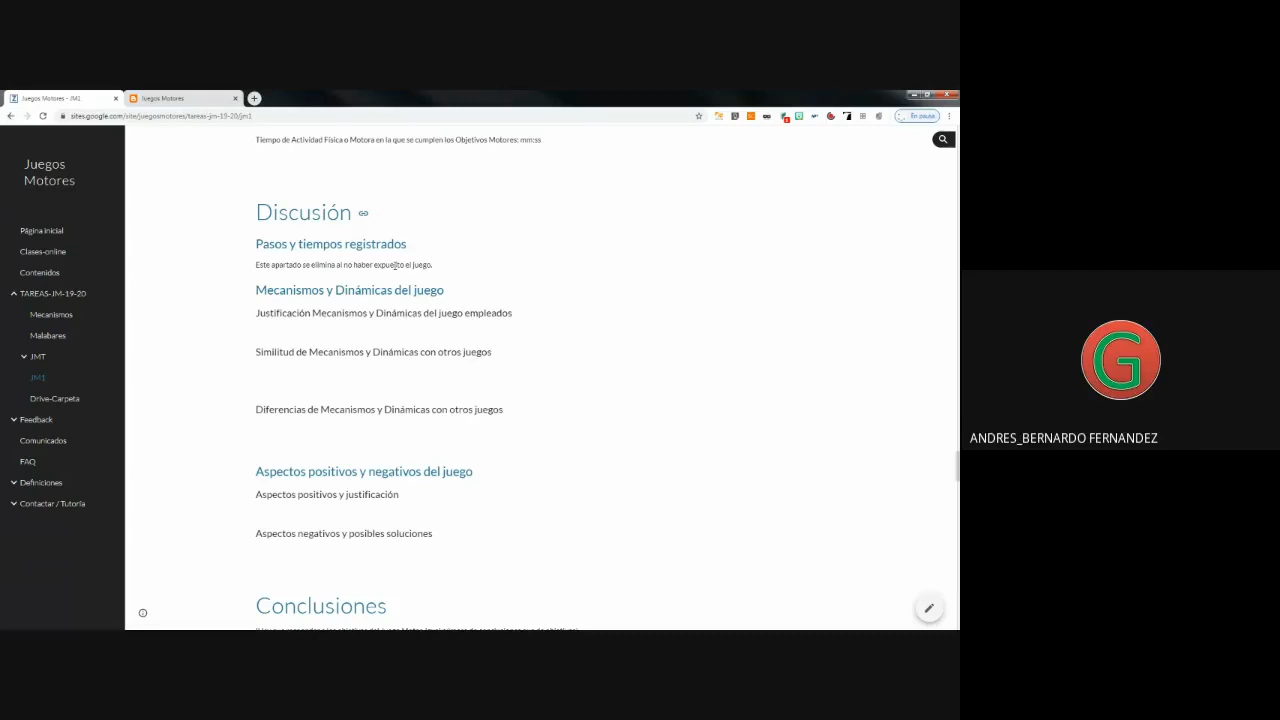 Juegos Motores - JM1
Juegos Motores
sites.google.com/site/juegosmotores/tareas-jm-19-20/jm1
En pausa
Juegos
Motores
Página inicial
Clases-online
Contenidos
TAREAS-JM-19-20
Mecanismos
Malabares
JMT
JM1
Drive-Carpeta
Feedback
Comunicados
FAQ
Definiciones
Contactar / Tutoría
Tiempo de Actividad Física o Motora en la que se cumplen los Objetivos Motores: mm:ss
Discusión
Pasos y tiempos registrados
Este apartado se elimina al no haber expuesto el juego.
Mecanismos y Dinámicas del juego
Justificación Mecanismos y Dinámicas del juego empleados
Similitud de Mecanismos y Dinámicas con otros juegos
Diferencias de Mecanismos y Dinámicas con otros juegos
Aspectos positivos y negativos del juego
Aspectos positivos y justificación
Aspectos negativos y posibles soluciones
Conclusiones
G
ANDRES_BERNARDO FERNANDEZ